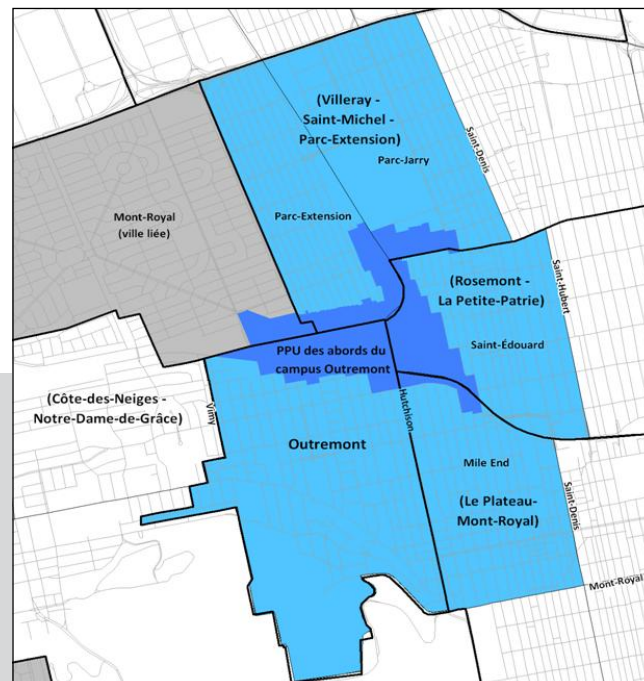 (Villeray -
Saint-Michel -
Parc-Extension)
Parc-Jarry
Saint-Denis
Mont-Royal
(ville liée)
Parc-Extension
(Rosemont -
La Petite-Patrie)
Saint-Hubert
Saint-Édouard
PPU des abords du
campus Outremont
(Côte-des-Neiges -
Notre-Dame-de-Grâce)
Vimy
Hutchison
Outremont
Mile End
(Le Plateau-
Mont-Royal)
Saint-Denis
Mont-Royal